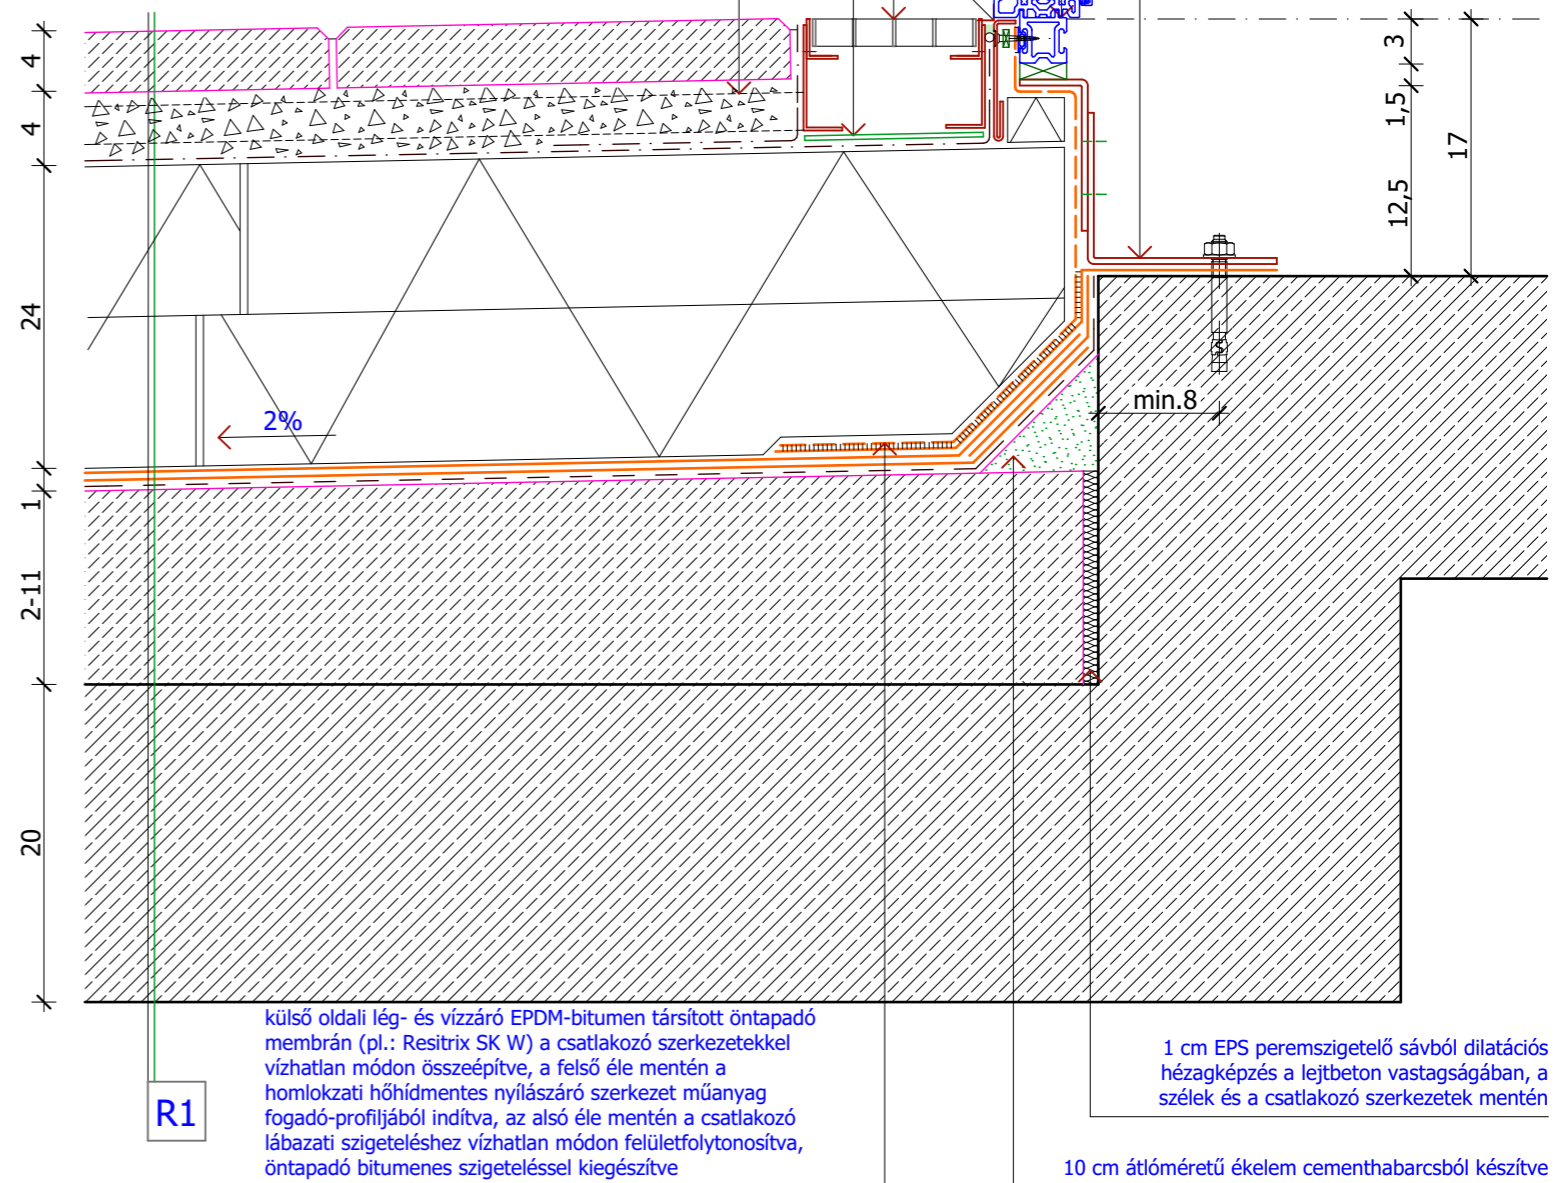 4
4
24
1
2-11
20
3
1,5
12,5
17
min.8
2%
R1
külső oldali lég- és vízzáró EPDM-bitumen társított öntapadó
membrán (pl.: Resitrix SK W) a csatlakozó szerkezetekkel
vízhatlan módon összeépítve, a felső éle mentén a
homlokzati hőhídmentes nyílászáró szerkezet műanyag
fogadó-profiljából indítva, az alsó éle mentén a csatlakozó
lábazati szigeteléshez vízhatlan módon felületfolytonosítva,
öntapadó bitumenes szigeteléssel kiegészítve
1 cm EPS peremszigetelő sávból dilatációs
hézagképzés a lejtbeton vastagságában, a
szélek és a csatlakozó szerkezetek mentén
10 cm átlóméretű ékelem cementhabarcsból készítve